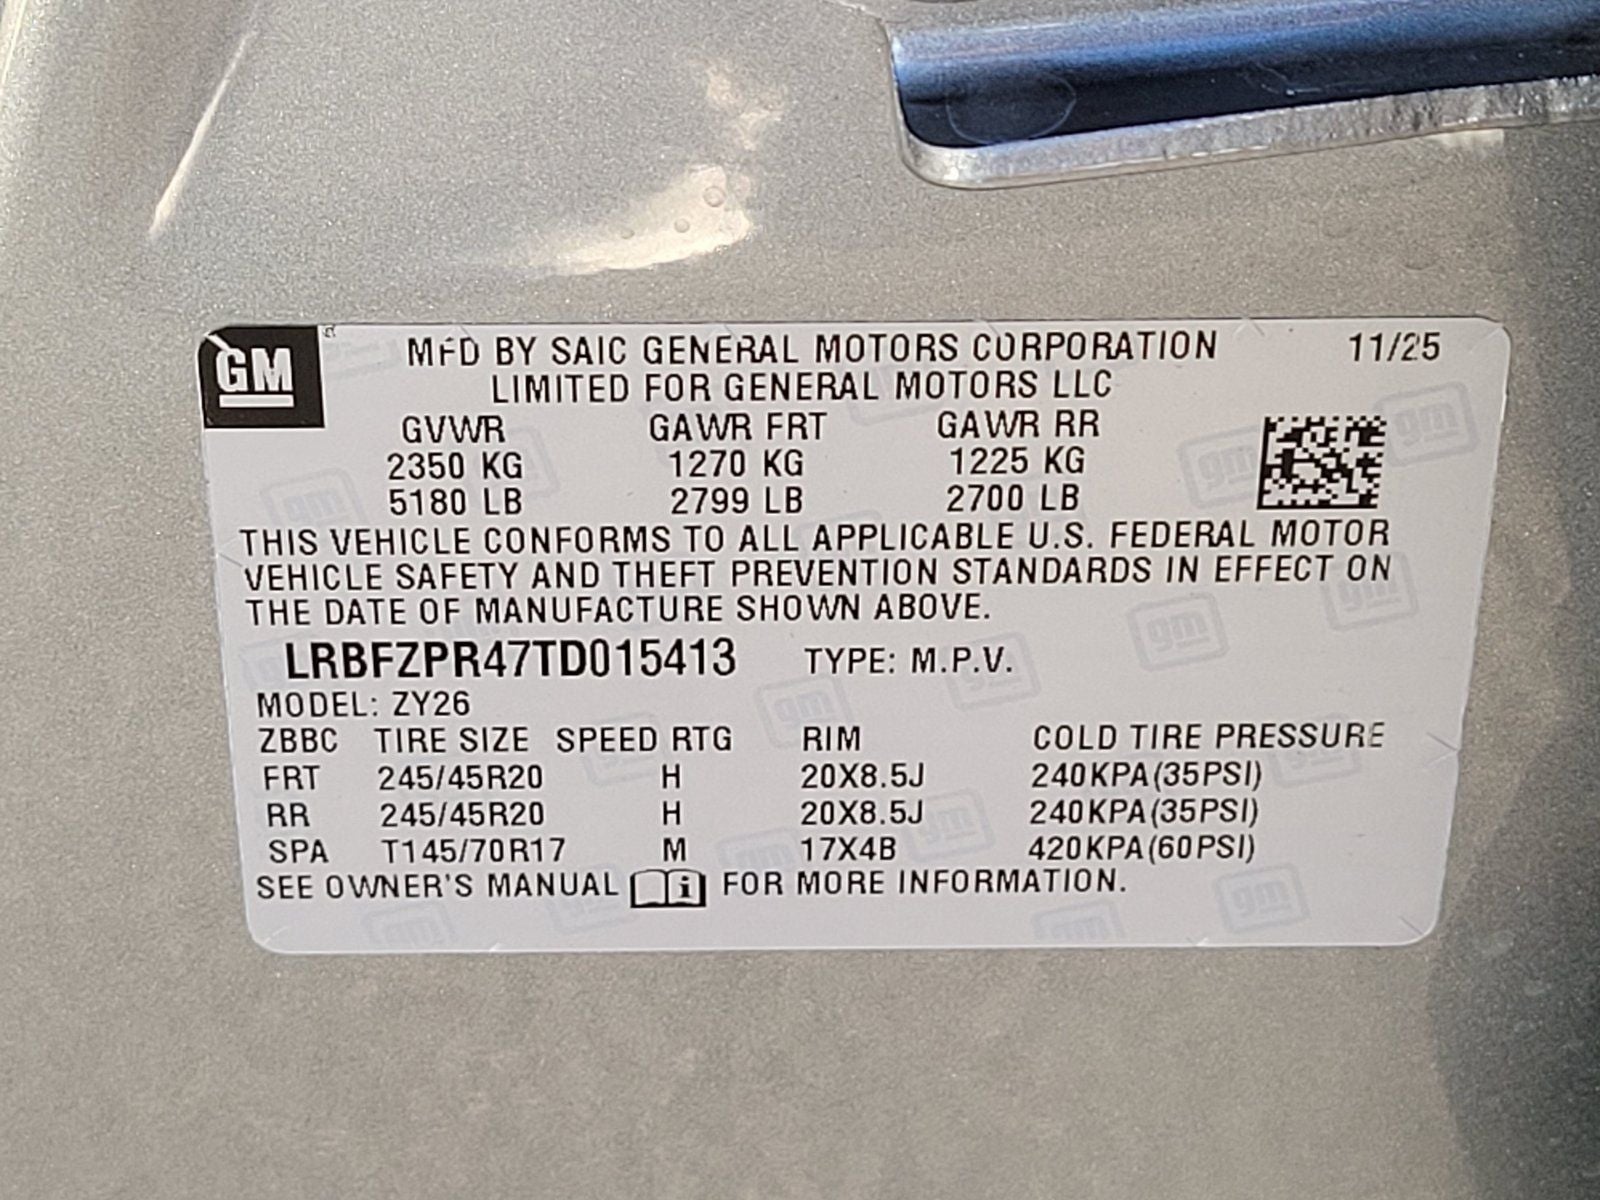 GM
MFD BY SAIC GENERAL MOTORS CORPORATION 11/25
LIMITED FOR GENERAL MOTORS LLC
GVWR GAWR FRT GAWR RR
2350 KG 1270 KG 1225 KG
5180 LB 2799 LB 2700 LB
THIS VEHICLE CONFORMS TO ALL APPLICABLE U.S. FEDERAL MOTOR
VEHICLE SAFETY AND THEFT PREVENTION STANDARDS IN EFFECT ON
THE DATE OF MANUFACTURE SHOWN ABOVE.
LRBFZPR47TD015413 TYPE: M.P.V.
MODEL: ZY26
ZBBC TIRE SIZE SPEED RTG RIM COLD TIRE PRESSURE
FRT 245/45R20 H 20X8.5J 240KPA(35PSI)
RR 245/45R20 H 20X8.5J 240KPA(35PSI)
SPA T145/70R17 M 17X4B 420KPA(60PSI)
SEE OWNER'S MANUAL i FOR MORE INFORMATION.